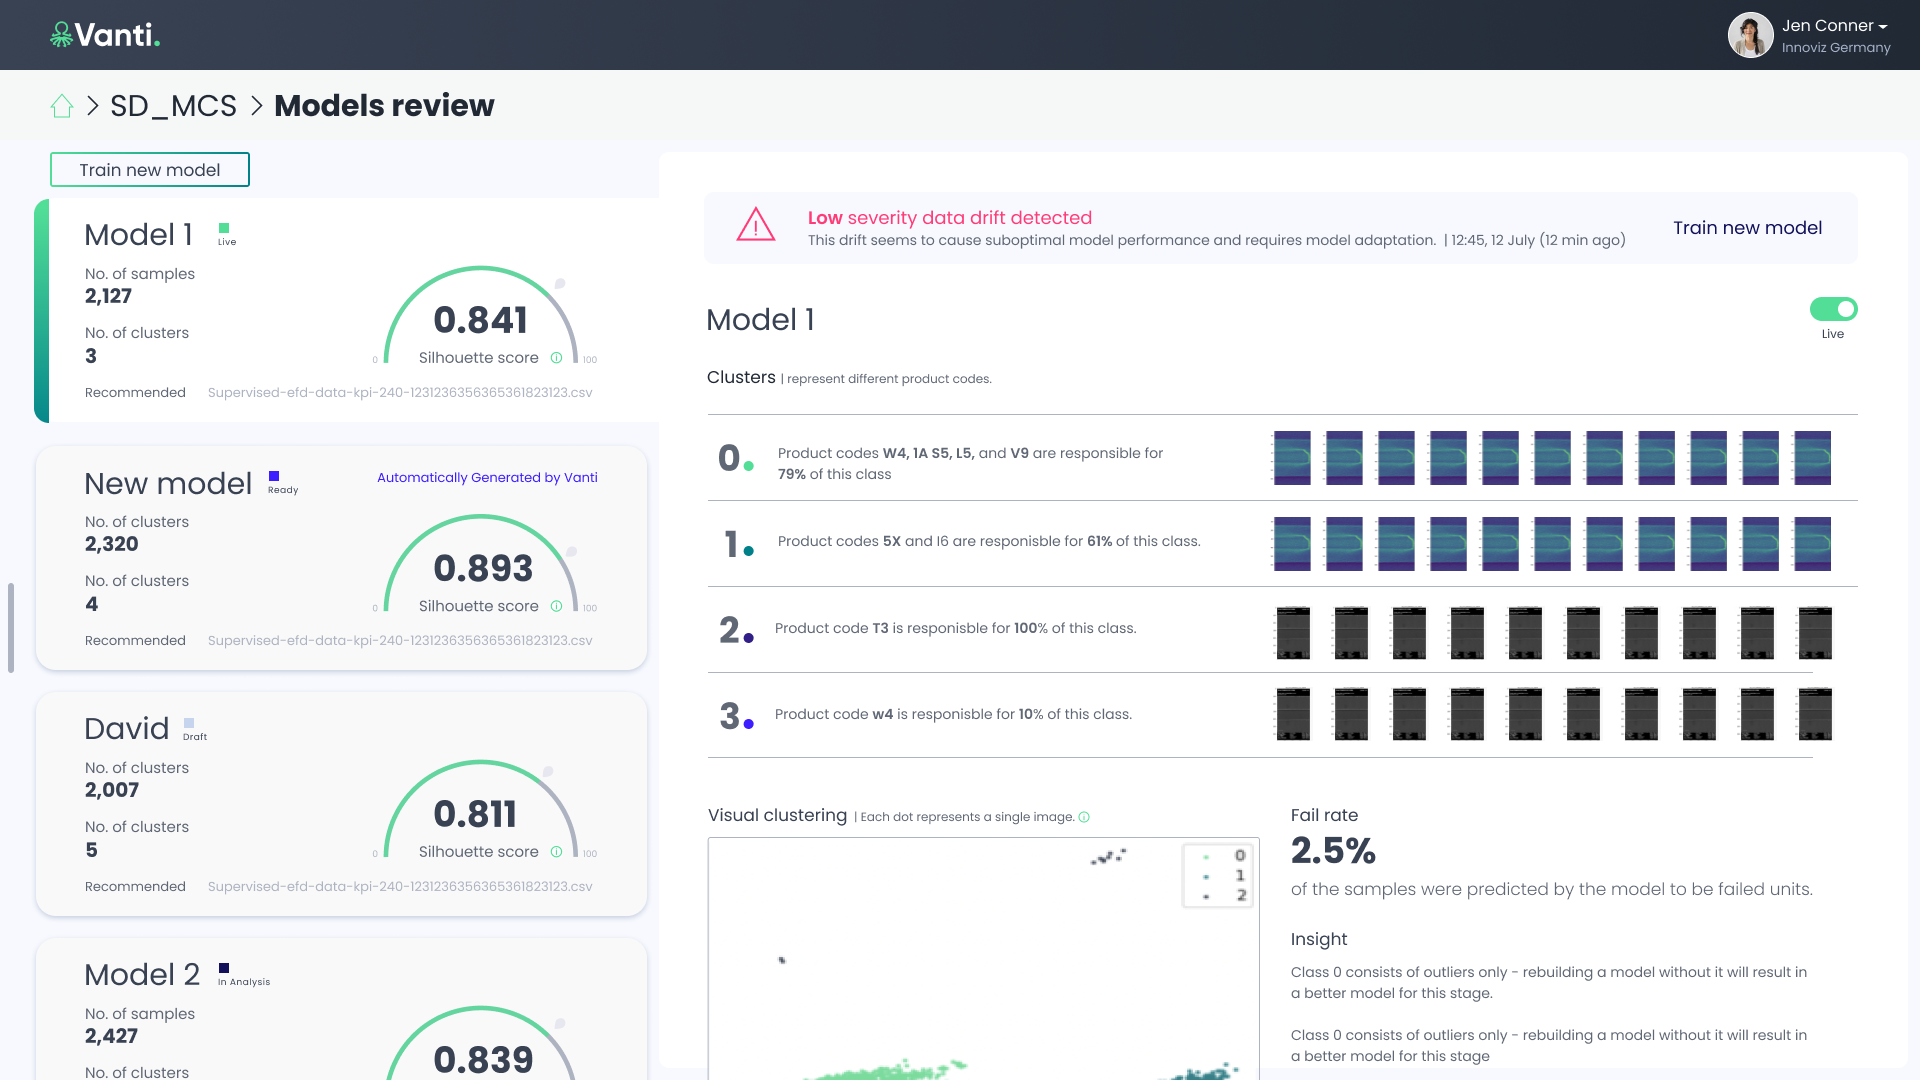 Vanti.
Jen Conner
Innoviz Germany
SD_MCS
Models review
Train new model
Model 1
Live
No. of samples
2,127
No. of clusters
3
0.841
Silhouette score
0
100
Recommended
Supervised-efd-data-kpi-240-1231236356365361823123.csv
New model
Ready
Automatically Generated by Vanti
No. of clusters
2,320
No. of clusters
4
0.893
Silhouette score
0
100
Recommended
Supervised-efd-data-kpi-240-1231236356365361823123.csv
David
Draft
No. of clusters
2,007
No. of clusters
5
0.811
Silhouette score
0
100
Recommended
Supervised-efd-data-kpi-240-1231236356365361823123.csv
Model 2
In Analysis
No. of samples
2,427
No. of clusters
0.839
Low severity data drift detected
This drift seems to cause suboptimal model performance and requires model adaptation. | 12:45, 12 July (12 min ago)
Train new model
Model 1
Live
Clusters | represent different product codes.
0.
Product codes W4, 1A S5, L5, and V9 are responsible for
79% of this class
1.
Product codes 5X and I6 are responisble for 61% of this class.
2.
Product code T3 is responisble for 100% of this class.
3.
Product code w4 is responisble for 10% of this class.
Visual clustering | Each dot represents a single image.
0
1
2
Fail rate
2.5%
of the samples were predicted by the model to be failed units.
Insight
Class 0 consists of outliers only - rebuilding a model without it will result in
a better model for this stage.
Class 0 consists of outliers only - rebuilding a model without it will result in
a better model for this stage